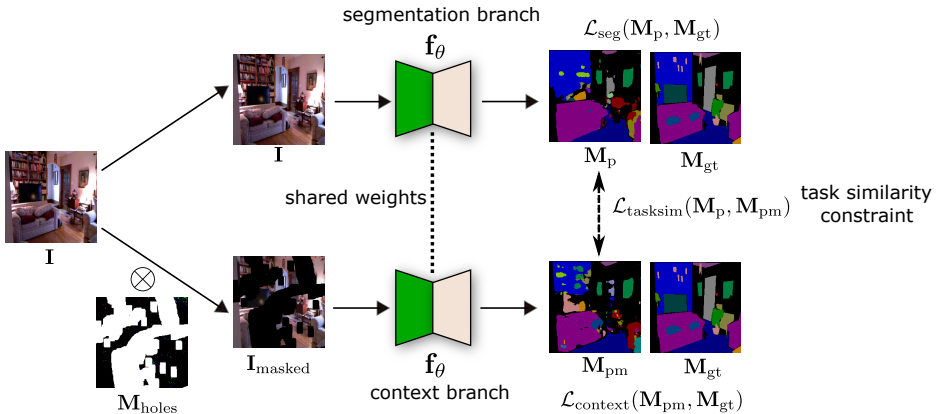 segmentation branch
f_θ
L_seg(M_p, M_gt)
I
M_p
M_gt
shared weights
L_tasksim(M_p, M_pm)
task similarity
constraint
I
⊗
M_holes
I_masked
f_θ
context branch
M_pm
M_gt
L_context(M_pm, M_gt)